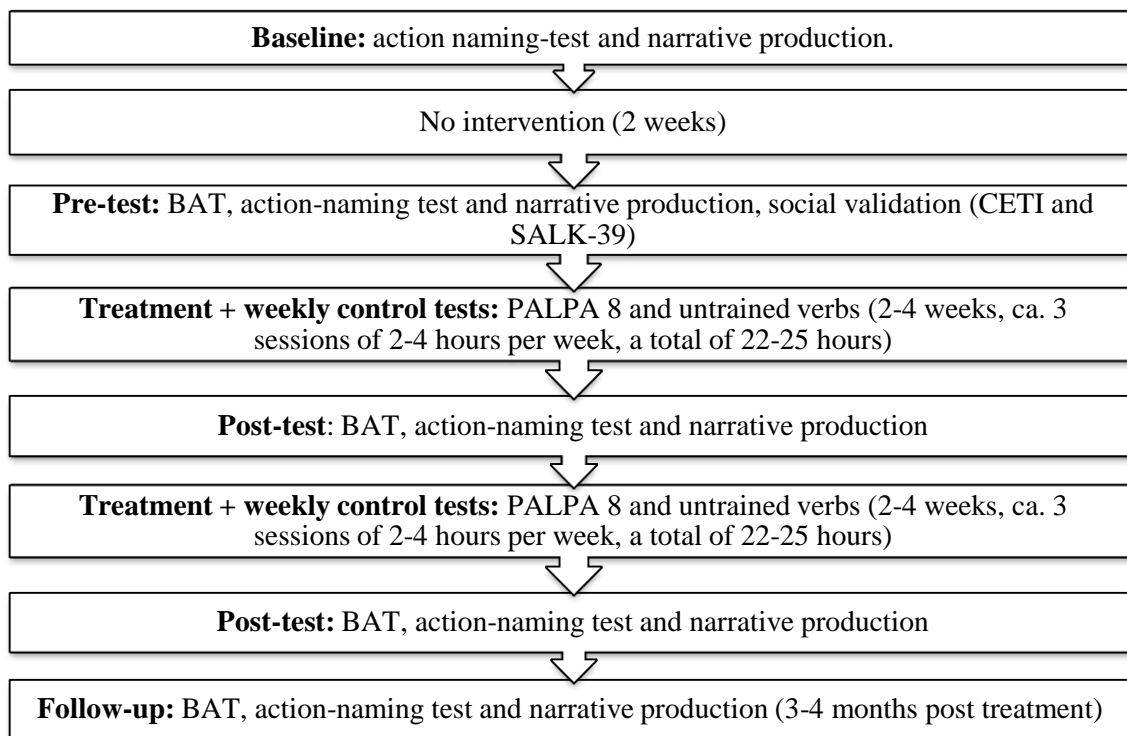 Baseline: action naming-test and narrative production.
No intervention (2 weeks)
Pre-test: BAT, action-naming test and narrative production, social validation (CETI and
SALK-39)
Treatment + weekly control tests: PALPA 8 and untrained verbs (2-4 weeks, ca. 3
sessions of 2-4 hours per week, a total of 22-25 hours)
Post-test: BAT, action-naming test and narrative production
Treatment + weekly control tests: PALPA 8 and untrained verbs (2-4 weeks, ca. 3
sessions of 2-4 hours per week, a total of 22-25 hours)
Post-test: BAT, action-naming test and narrative production
Follow-up: BAT, action-naming test and narrative production (3-4 months post treatment)